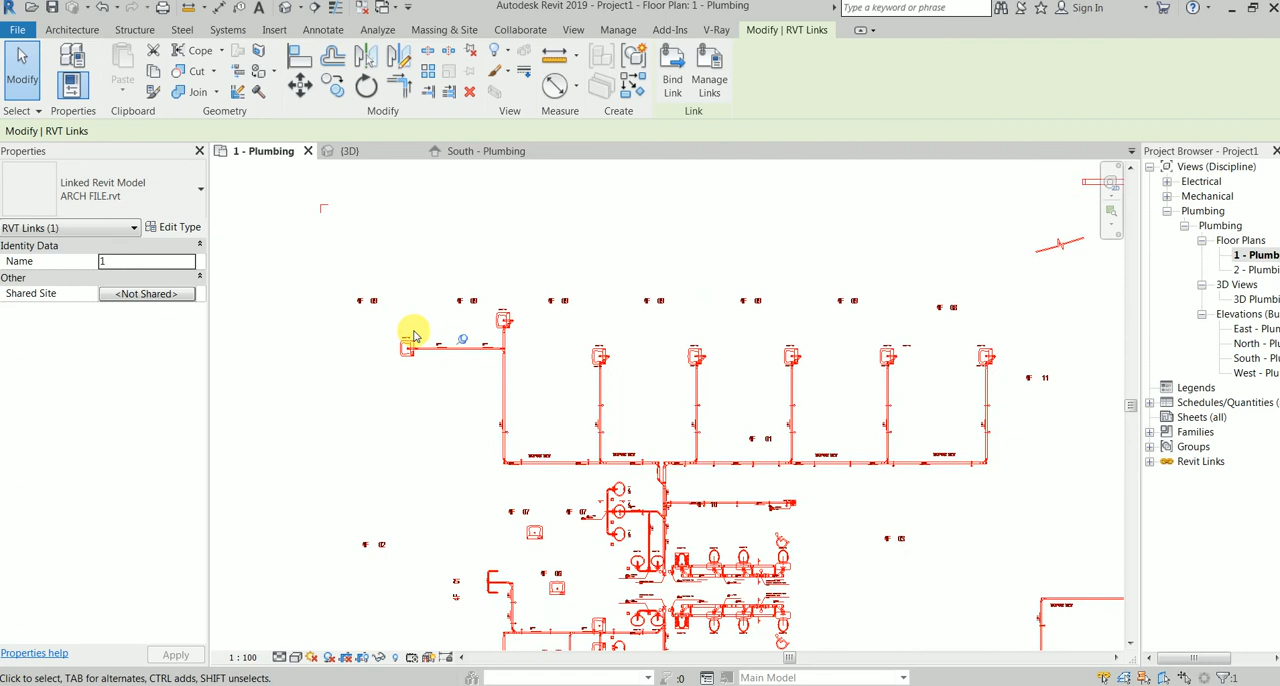 Autodesk Revit 2019 - Project1 - Floor Plan: 1 - Plumbing
Type a keyword or phrase
Sign In
File Architecture Structure Steel Systems Insert Annotate Analyze Massing & Site Collaborate View Manage Add-Ins V-Ray Modify | RVT Links
Modify
Paste
Cope
Cut
Join
Bind Link
Manage Links
Select Properties Clipboard Geometry Modify View Measure Create Link
Modify | RVT Links
Properties
1 - Plumbing
{3D}
South - Plumbing
Project Browser - Project1
Linked Revit Model
ARCH FILE.rvt
RVT Links (1)
Edit Type
Identity Data
Name 1
Other
Shared Site <Not Shared>
Views (Discipline)
Electrical
Mechanical
Plumbing
Plumbing
Floor Plans
1 - Plumb
2 - Plumbi
3D Views
3D Plumbi
Elevations (Bu
East - Plu
North - Pl
South - Pl
West - Plu
Legends
Schedules/Quantities (
Sheets (all)
Families
Groups
Revit Links
Properties help
Apply
1 : 100
Click to select, TAB for alternates, CTRL adds, SHIFT unselects.
:0
Main Model
:1